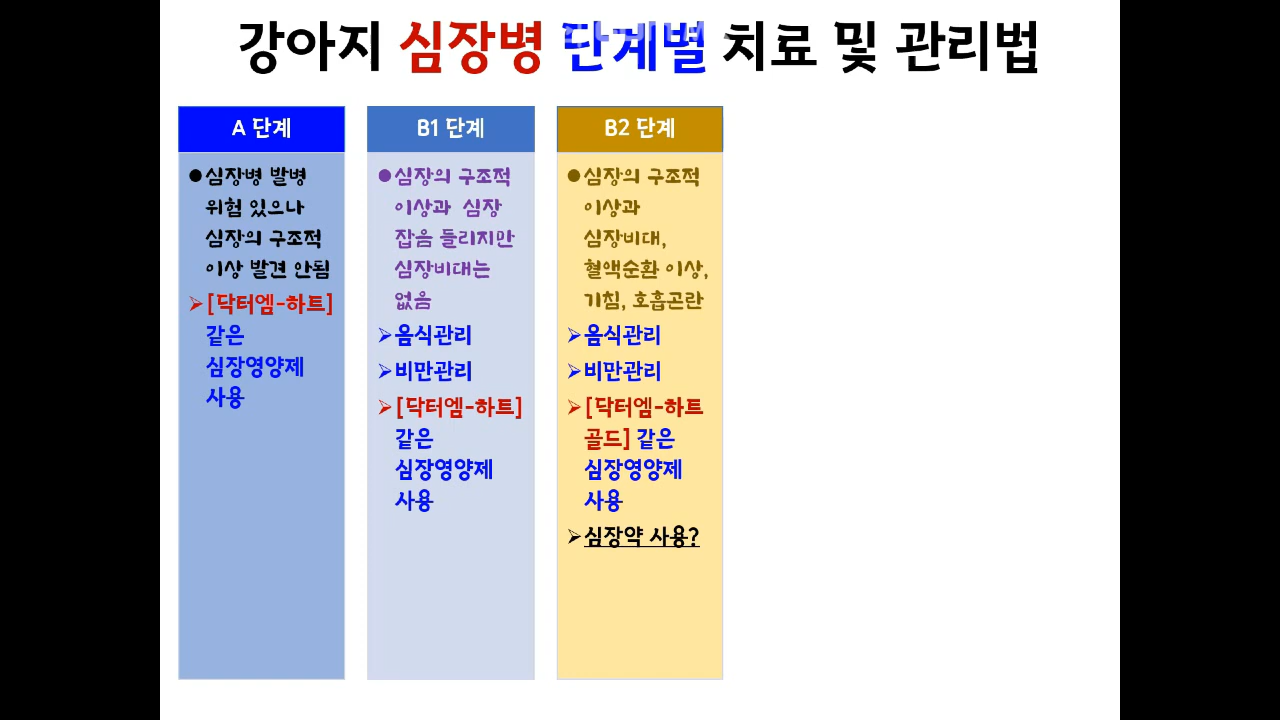 강아지 심장병 단계별 치료 및 관리법
A 단계
●심장병 발병
위험 있으나
심장의 구조적
이상 발견 안됨
➢[닥터엠-하트]
같은
심장영양제
사용
B1 단계
●심장의 구조적
이상과 심장
잡음 들리지만
심장비대는
없음
➢음식관리
➢비만관리
➢[닥터엠-하트]
같은
심장영양제
사용
B2 단계
●심장의 구조적
이상과
심장비대,
혈액순환 이상,
기침, 호흡곤란
➢음식관리
➢비만관리
➢[닥터엠-하트
골드] 같은
심장영양제
사용
➢심장약 사용?